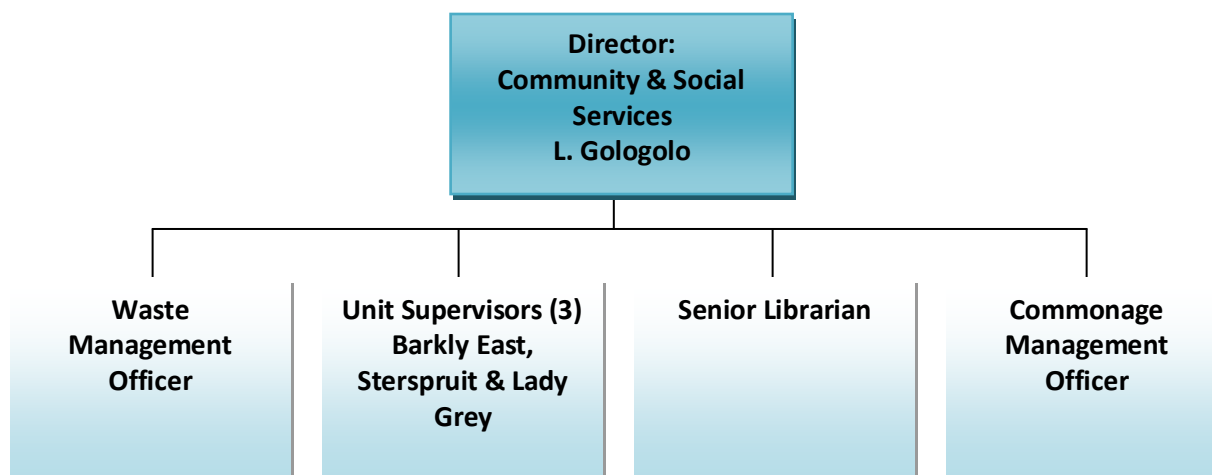 Director:
Community & Social
Services
L. Gologolo
Waste
Management
Officer
Unit Supervisors (3)
Barkly East,
Sterspruit & Lady
Grey
Senior Librarian
Commonage
Management
Officer